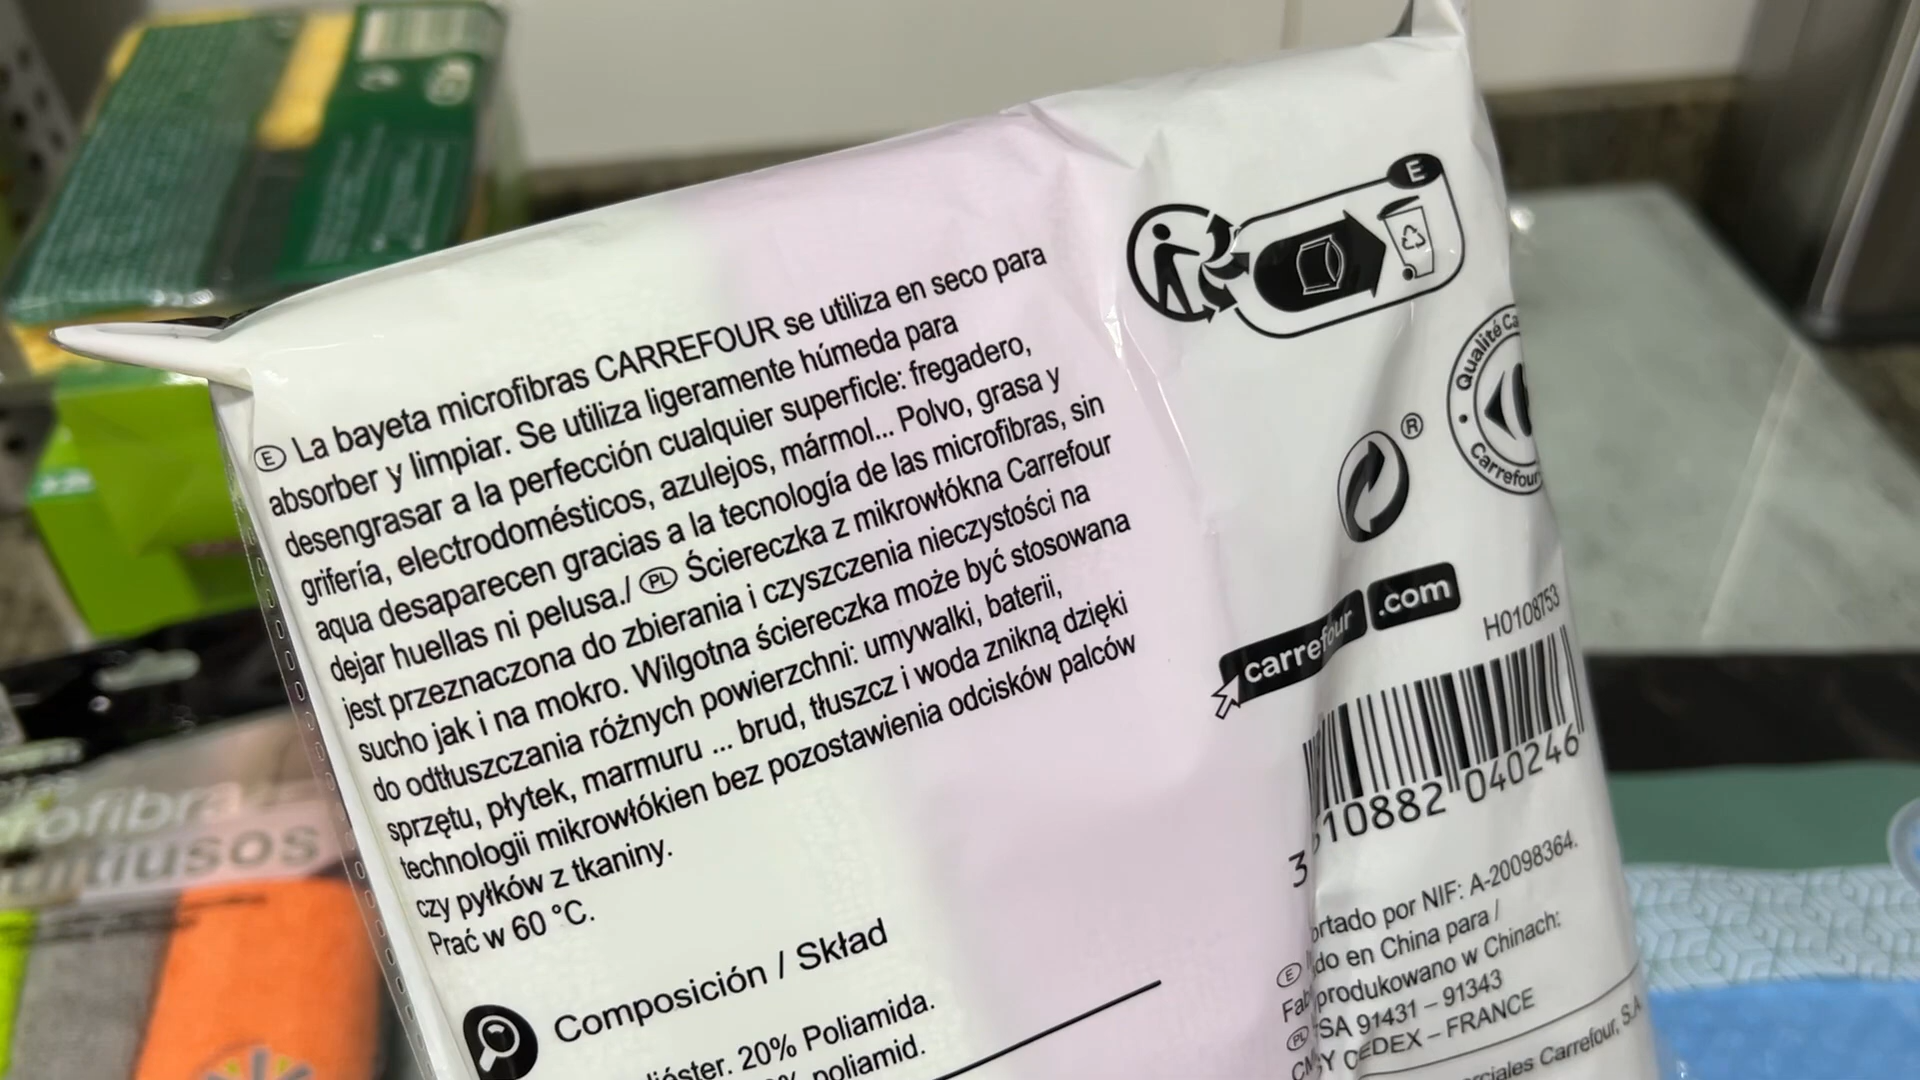 E La bayeta microfibras CARREFOUR se utiliza en seco para
absorber y limpiar. Se utiliza ligeramente húmeda para
desengrasar a la perfección cualquier superficie: fregadero,
grifería, electrodomésticos, azulejos, mármol... Polvo, grasa y
aqua desaparecen gracias a la tecnología de las microfibras, sin
dejar huellas ni pelusa./ PL Ściereczka z mikrowłókna Carrefour
jest przeznaczona do zbierania i czyszczenia nieczystości na
sucho jak i na mokro. Wilgotna ściereczka może być stosowana
do odtłuszczania różnych powierzchni: umywalki, baterii,
sprzętu, płytek, marmuru ... brud, tłuszcz i woda znikną dzięki
technologii mikrowłókien bez pozostawienia odcisków palców
czy pyłków z tkaniny.
Prać w 60 °C.
Composición / Skład
20% Poliamida.
poliamid.
E
Qualité
Carrefour
®
carrefour .com
H0108753
3 10882 040246
E por NIF: A-20098364.
en China para /
PL produkowano w Chinach:
SA 91431 – 91343
CEDEX – FRANCE
Carrefour, S.A.